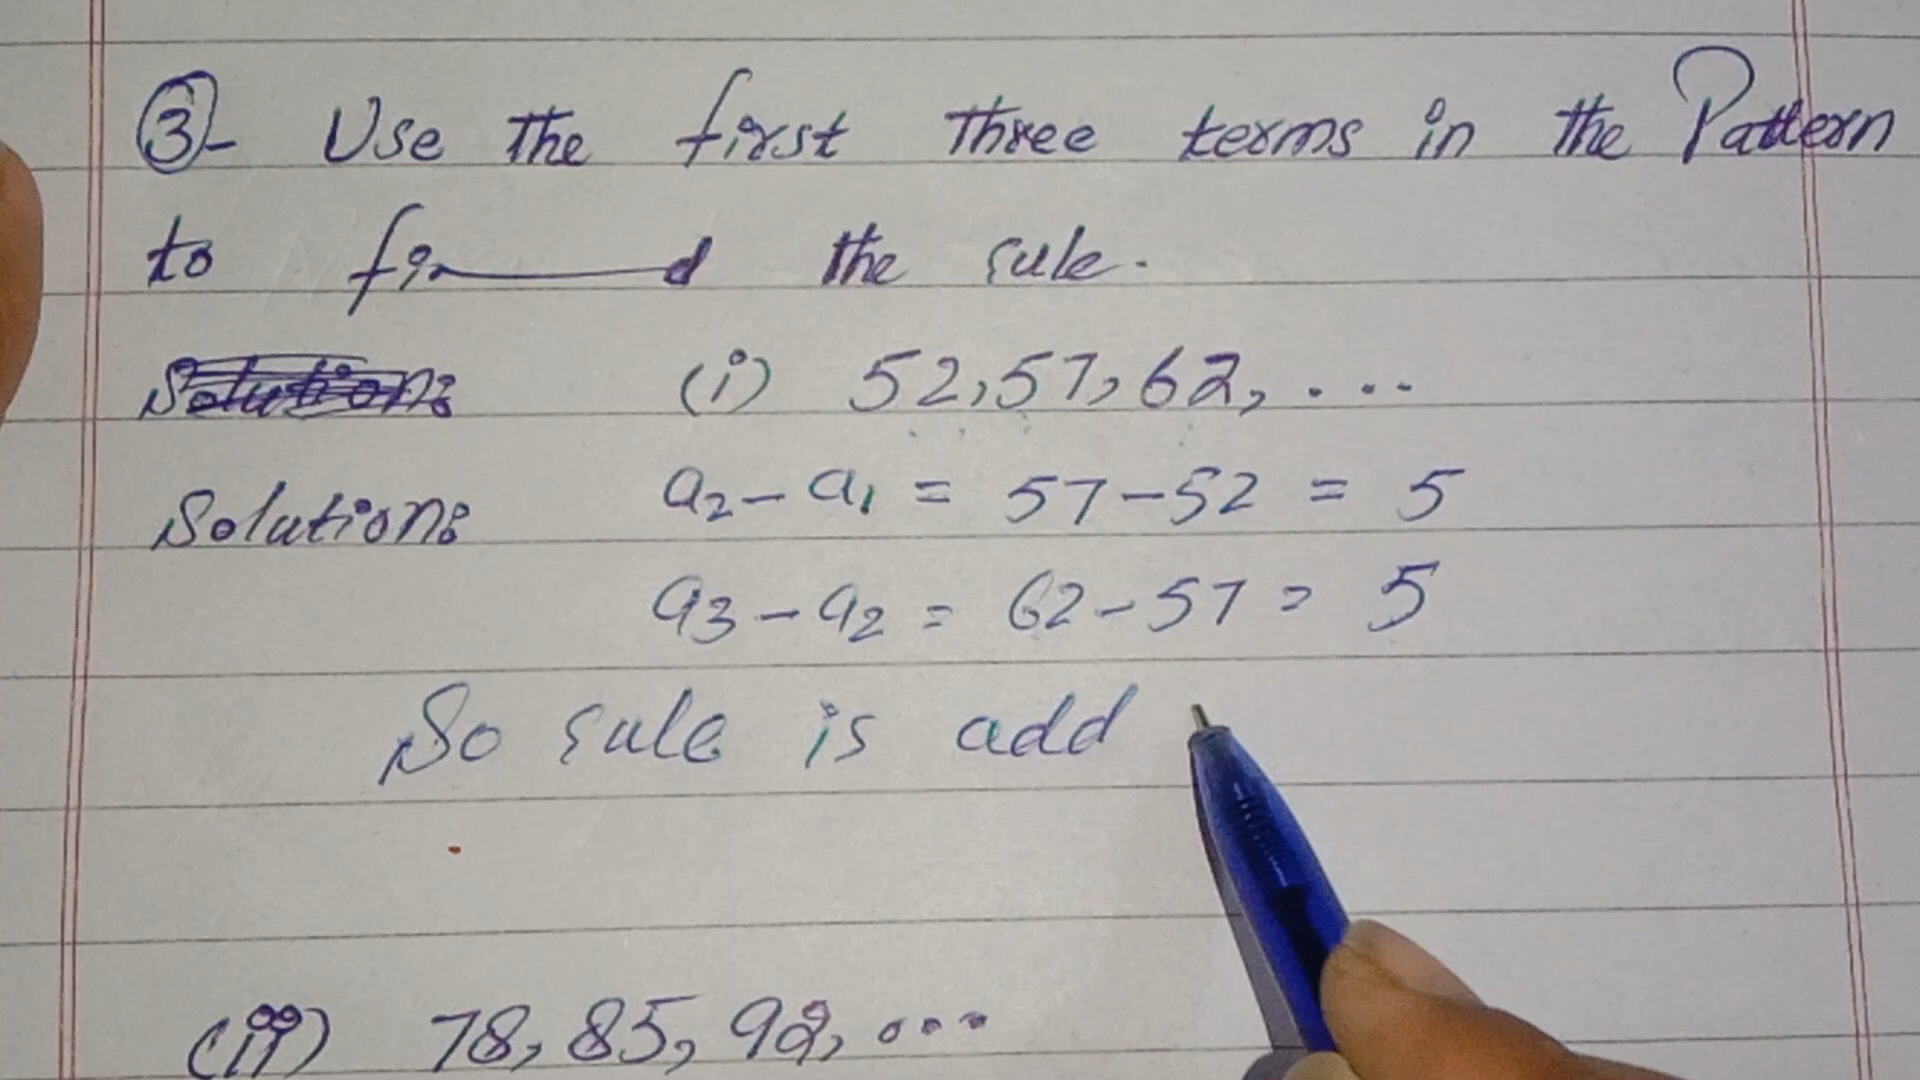 ③- Use the first three terms in the Pattern
to find the rule.
Solution: (i) 52,57,62,....
Solution: a₂-a₁ = 57-52 = 5
a₃-a₂ = 62-57 = 5
So rule is add
(ii) 78,85,92,...